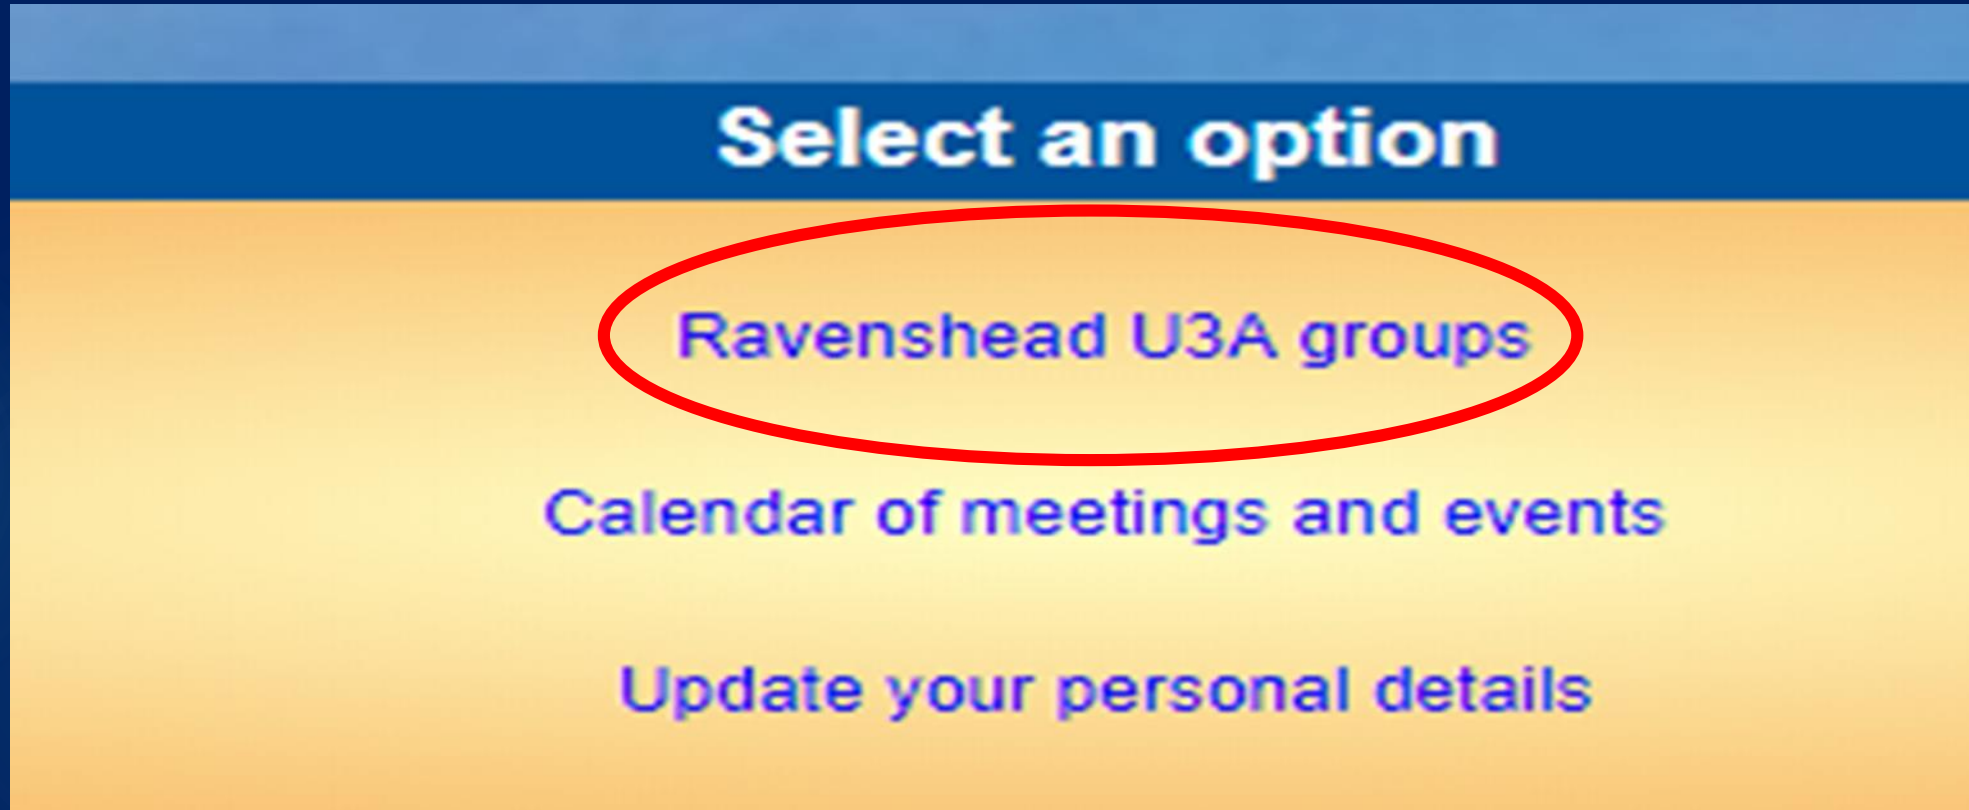 Select an option
Ravenshead U3A groups
Calendar of meetings and events
Update your personal details